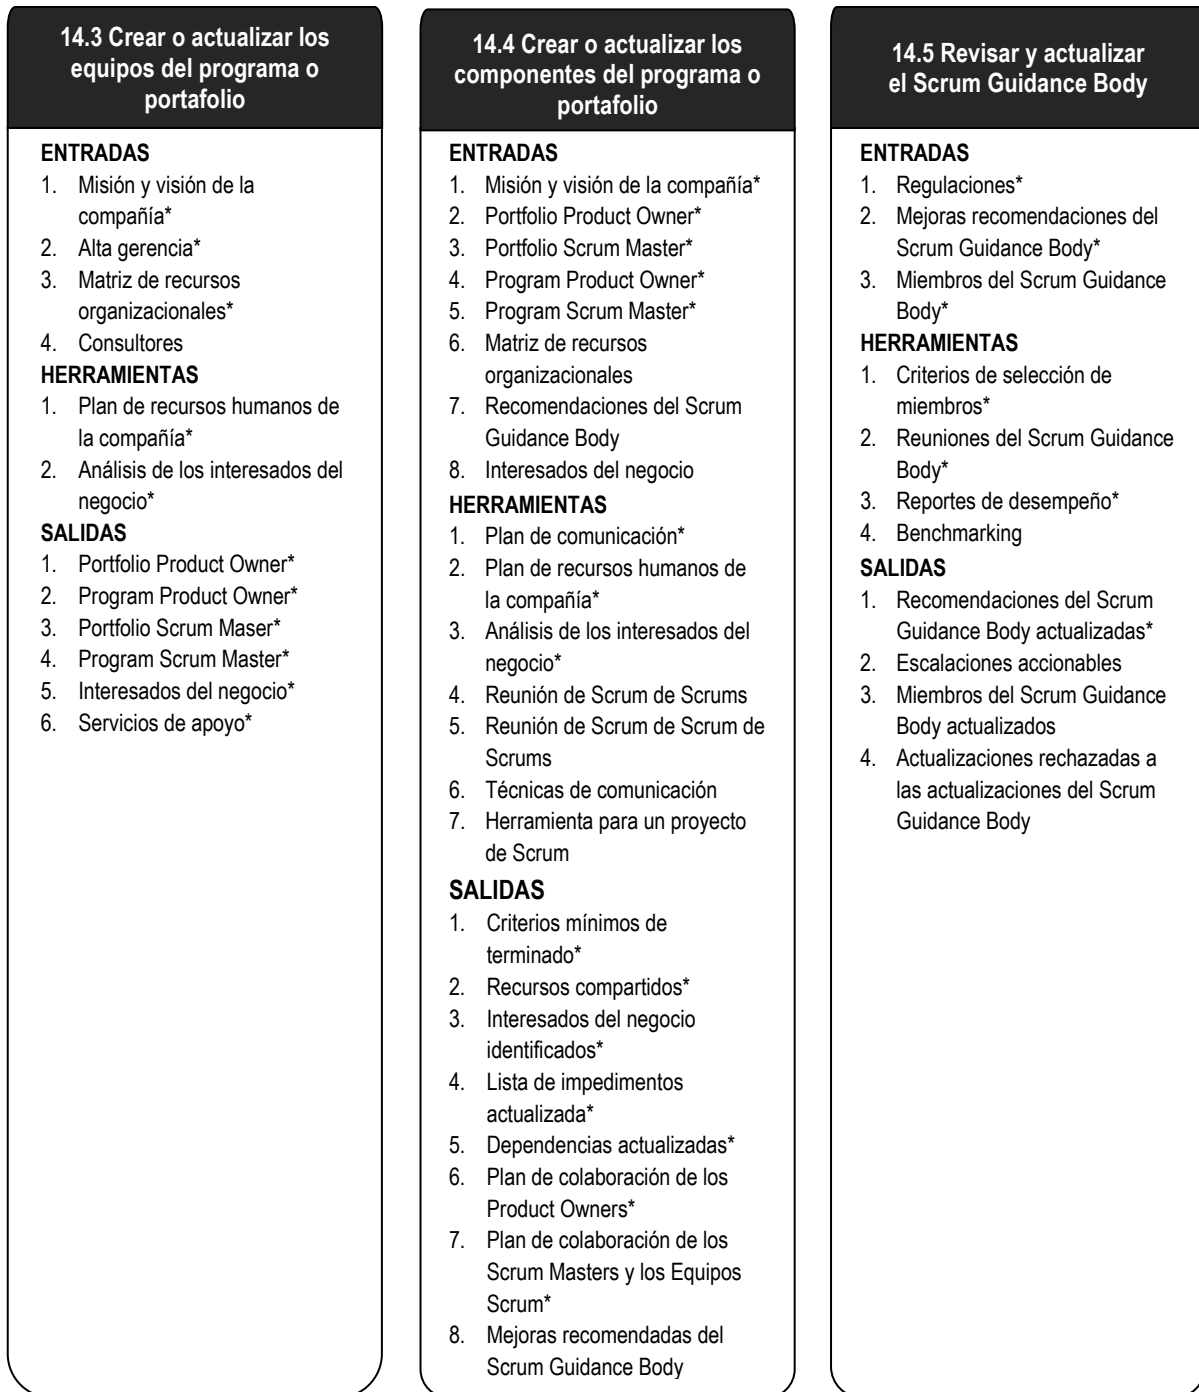 14.3 Crear o actualizar los
equipos del programa o
portafolio
ENTRADAS
1. Misión y visión de la
compañía*
2. Alta gerencia*
3. Matriz de recursos
organizacionales*
4. Consultores
HERRAMIENTAS
1. Plan de recursos humanos de
la compañía*
2. Análisis de los interesados del
negocio*
SALIDAS
1. Portfolio Product Owner*
2. Program Product Owner*
3. Portfolio Scrum Maser*
4. Program Scrum Master*
5. Interesados del negocio*
6. Servicios de apoyo*
14.4 Crear o actualizar los
componentes del programa o
portafolio
ENTRADAS
1. Misión y visión de la compañía*
2. Portfolio Product Owner*
3. Portfolio Scrum Master*
4. Program Product Owner*
5. Program Scrum Master*
6. Matriz de recursos
organizacionales
7. Recomendaciones del Scrum
Guidance Body
8. Interesados del negocio
HERRAMIENTAS
1. Plan de comunicación*
2. Plan de recursos humanos de
la compañía*
3. Análisis de los interesados del
negocio*
4. Reunión de Scrum de Scrums
5. Reunión de Scrum de Scrum de
Scrums
6. Técnicas de comunicación
7. Herramienta para un proyecto
de Scrum
SALIDAS
1. Criterios mínimos de
terminado*
2. Recursos compartidos*
3. Interesados del negocio
identificados*
4. Lista de impedimentos
actualizada*
5. Dependencias actualizadas*
6. Plan de colaboración de los
Product Owners*
7. Plan de colaboración de los
Scrum Masters y los Equipos
Scrum*
8. Mejoras recomendadas del
Scrum Guidance Body
14.5 Revisar y actualizar
el Scrum Guidance Body
ENTRADAS
1. Regulaciones*
2. Mejoras recomendaciones del
Scrum Guidance Body*
3. Miembros del Scrum Guidance
Body*
HERRAMIENTAS
1. Criterios de selección de
miembros*
2. Reuniones del Scrum Guidance
Body*
3. Reportes de desempeño*
4. Benchmarking
SALIDAS
1. Recomendaciones del Scrum
Guidance Body actualizadas*
2. Escalaciones accionables
3. Miembros del Scrum Guidance
Body actualizados
4. Actualizaciones rechazadas a
las actualizaciones del Scrum
Guidance Body